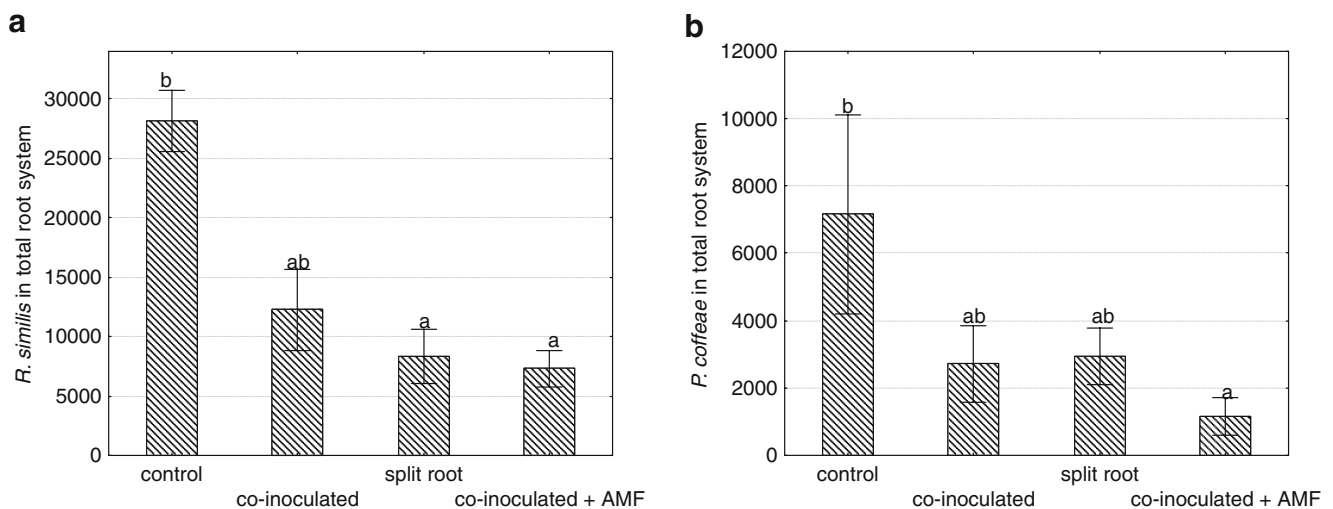 a
R. similis in total root system
30000
25000
20000
15000
10000
5000
0
b
ab
a
a
control
co-inoculated
split root
co-inoculated + AMF
b
P. coffeae in total root system
12000
10000
8000
6000
4000
2000
0
b
ab
ab
a
control
co-inoculated
split root
co-inoculated + AMF